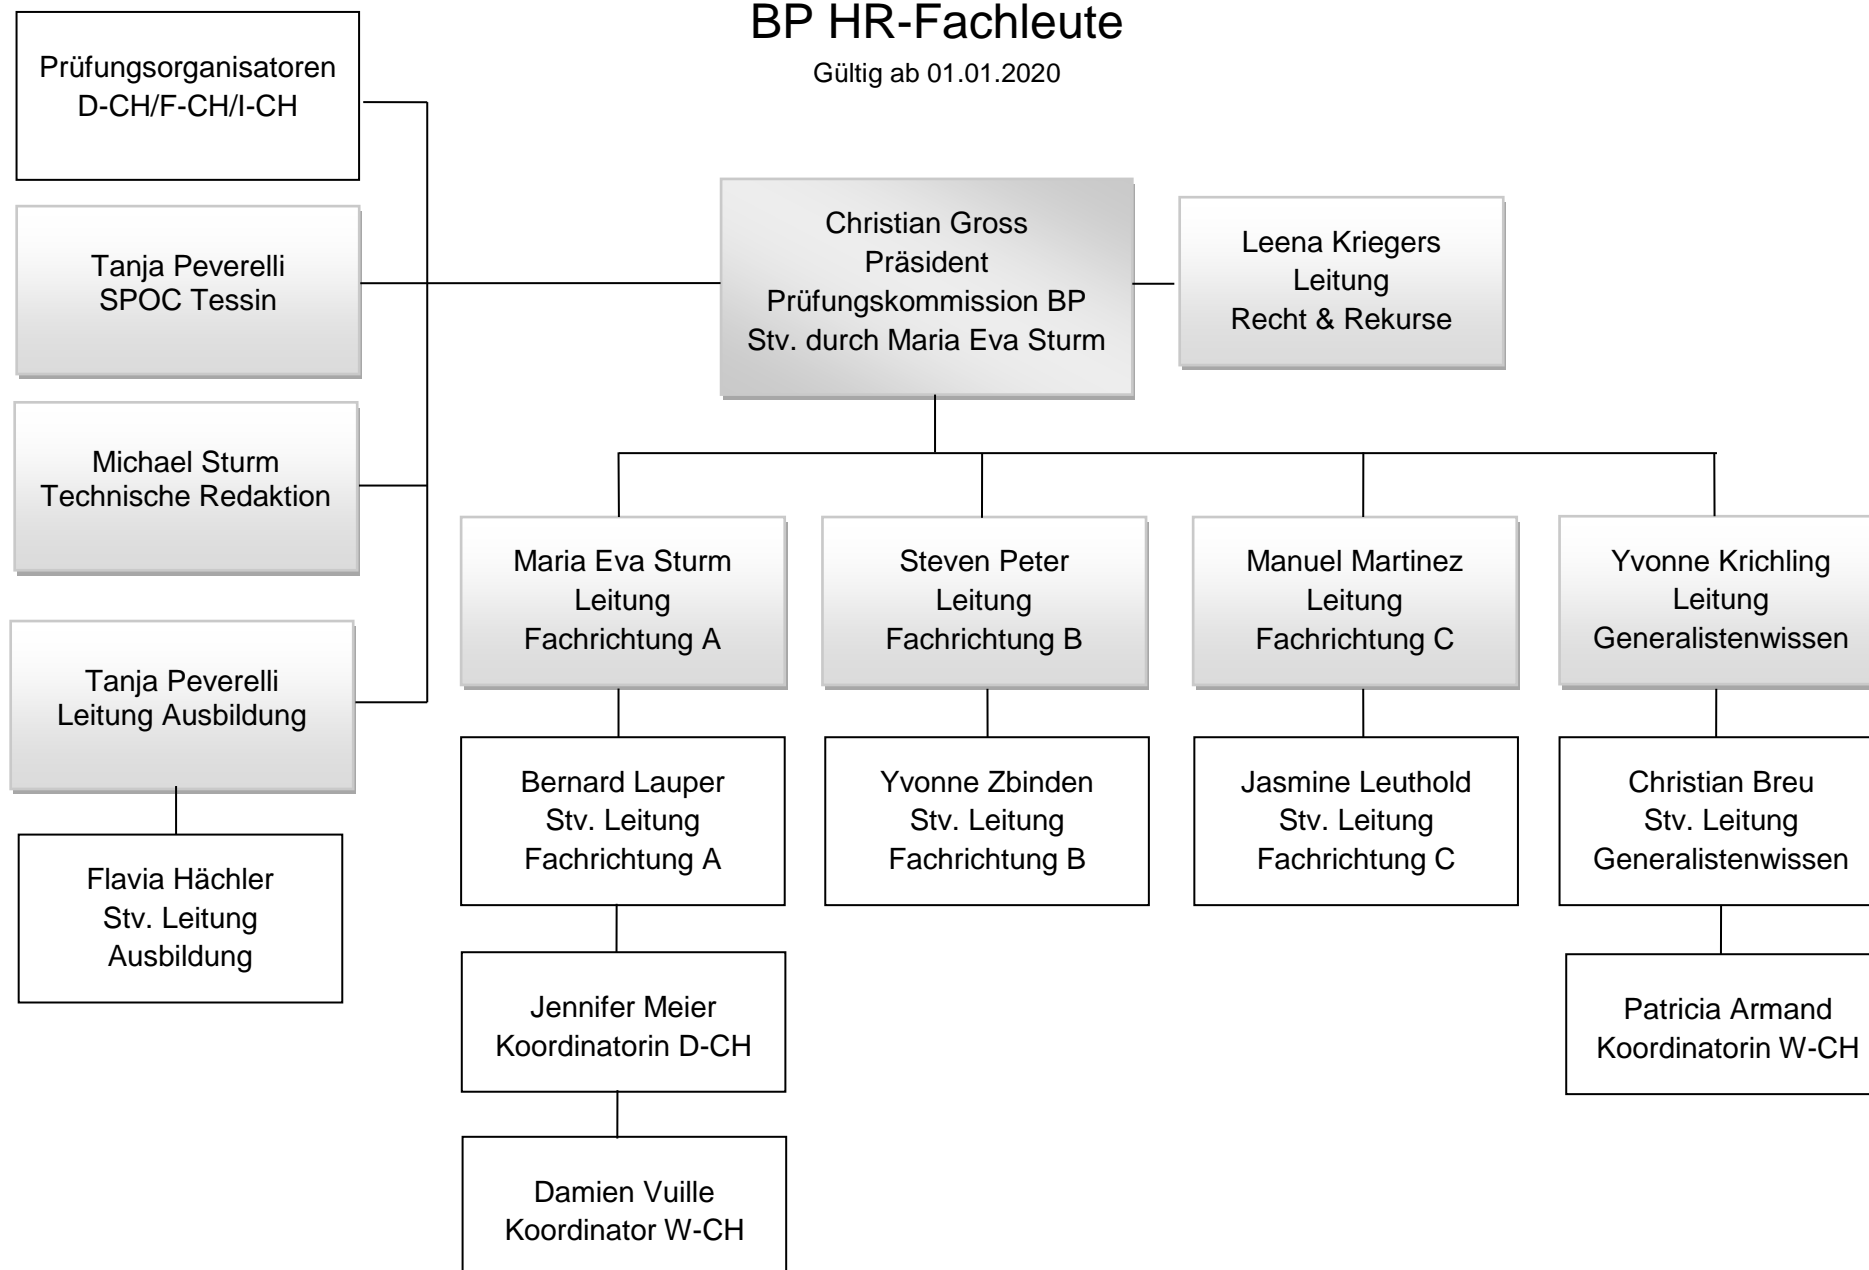 BP HR-Fachleute
Gültig ab 01.01.2020
Prüfungsorganisatoren
D-CH/F-CH/I-CH
Tanja Peverelli
SPOC Tessin
Michael Sturm
Technische Redaktion
Tanja Peverelli
Leitung Ausbildung
Flavia Hächler
Stv. Leitung
Ausbildung
Christian Gross
Präsident
Prüfungskommission BP
Stv. durch Maria Eva Sturm
Leena Kriegers
Leitung
Recht & Rekurse
Maria Eva Sturm
Leitung
Fachrichtung A
Steven Peter
Leitung
Fachrichtung B
Manuel Martinez
Leitung
Fachrichtung C
Yvonne Krichling
Leitung
Generalistenwissen
Bernard Lauper
Stv. Leitung
Fachrichtung A
Yvonne Zbinden
Stv. Leitung
Fachrichtung B
Jasmine Leuthold
Stv. Leitung
Fachrichtung C
Christian Breu
Stv. Leitung
Generalistenwissen
Jennifer Meier
Koordinatorin D-CH
Patricia Armand
Koordinatorin W-CH
Damien Vuille
Koordinator W-CH